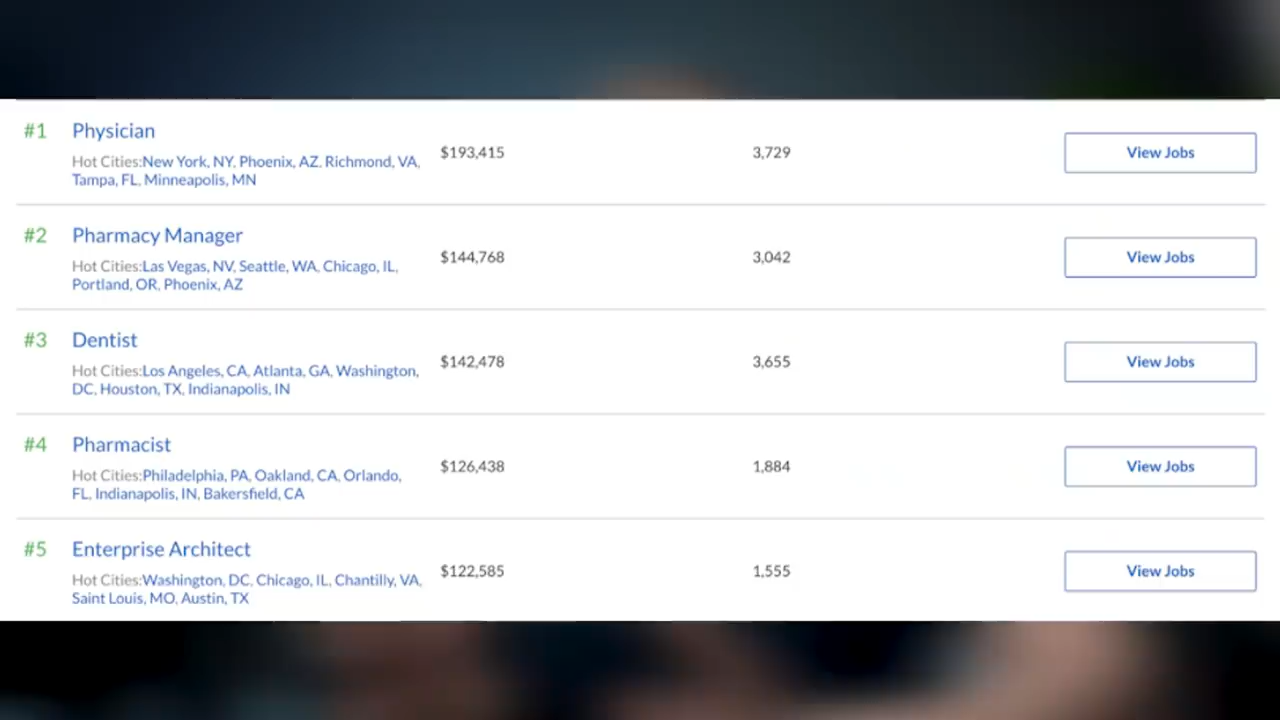 #1 Physician $193,415 3,729 View Jobs
Hot Cities:New York, NY, Phoenix, AZ, Richmond, VA,
Tampa, FL, Minneapolis, MN
#2 Pharmacy Manager $144,768 3,042 View Jobs
Hot Cities:Las Vegas, NV, Seattle, WA, Chicago, IL,
Portland, OR, Phoenix, AZ
#3 Dentist $142,478 3,655 View Jobs
Hot Cities:Los Angeles, CA, Atlanta, GA, Washington,
DC, Houston, TX, Indianapolis, IN
#4 Pharmacist $126,438 1,884 View Jobs
Hot Cities:Philadelphia, PA, Oakland, CA, Orlando,
FL, Indianapolis, IN, Bakersfield, CA
#5 Enterprise Architect $122,585 1,555 View Jobs
Hot Cities:Washington, DC, Chicago, IL, Chantilly, VA,
Saint Louis, MO, Austin, TX